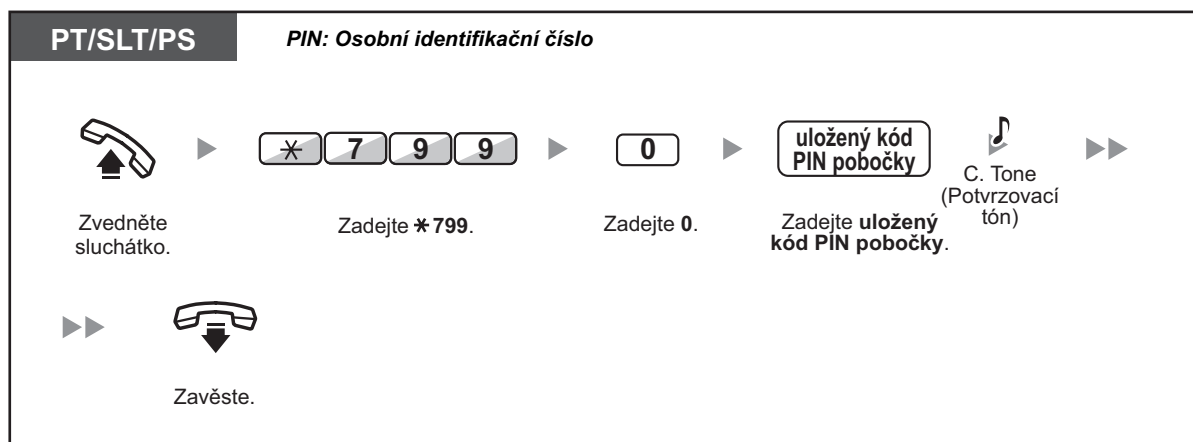 PT/SLT/PS
PIN: Osobní identifikační číslo
✳ 7 9 9
0
uložený kód
PIN pobočky
C. Tone
(Potvrzovací
tón)
Zvedněte
sluchátko.
Zadejte ✳ 799.
Zadejte 0.
Zadejte uložený
kód PIN pobočky.
Zavěste.